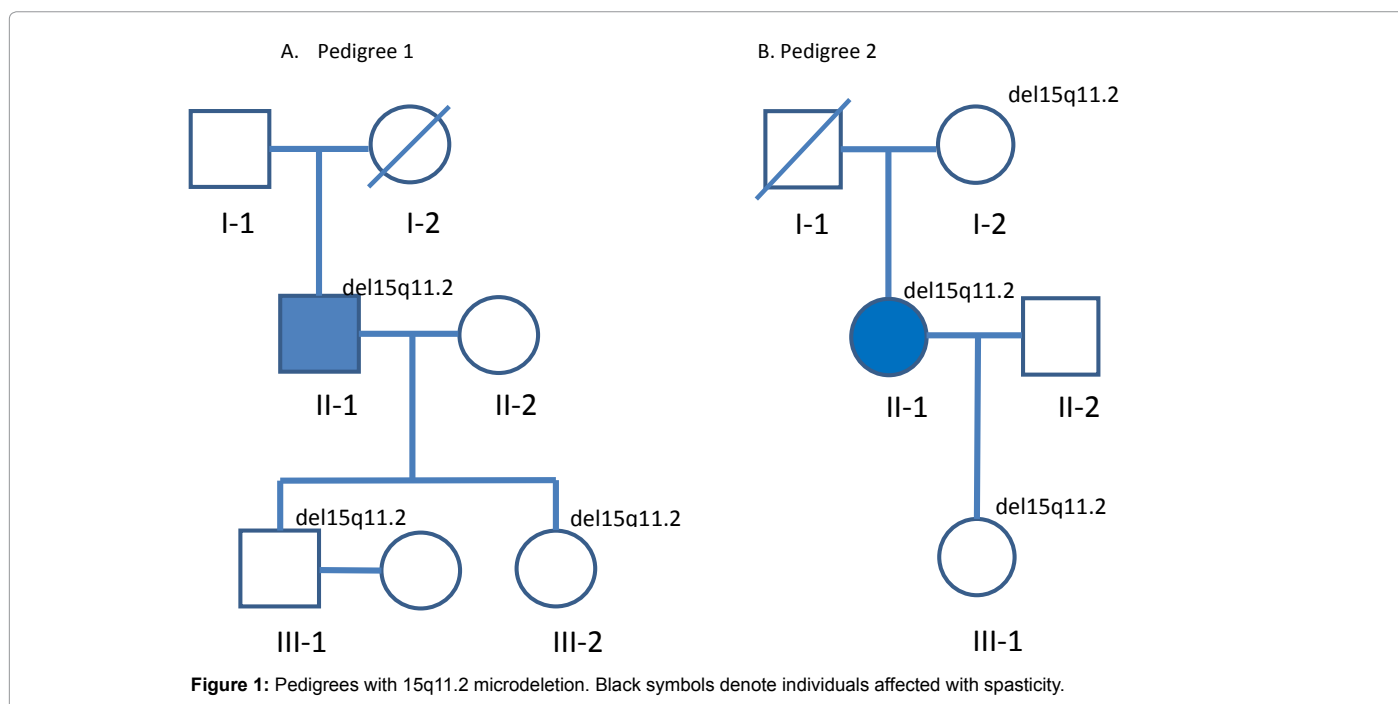 A. Pedigree 1
B. Pedigree 2
del15q11.2
I-1
I-2
I-1
I-2
del15q11.2
del15q11.2
II-1
II-2
II-1
II-2
del15q11.2
del15q11.2
del15q11.2
III-1
III-2
III-1
Figure 1: Pedigrees with 15q11.2 microdeletion. Black symbols denote individuals affected with spasticity.